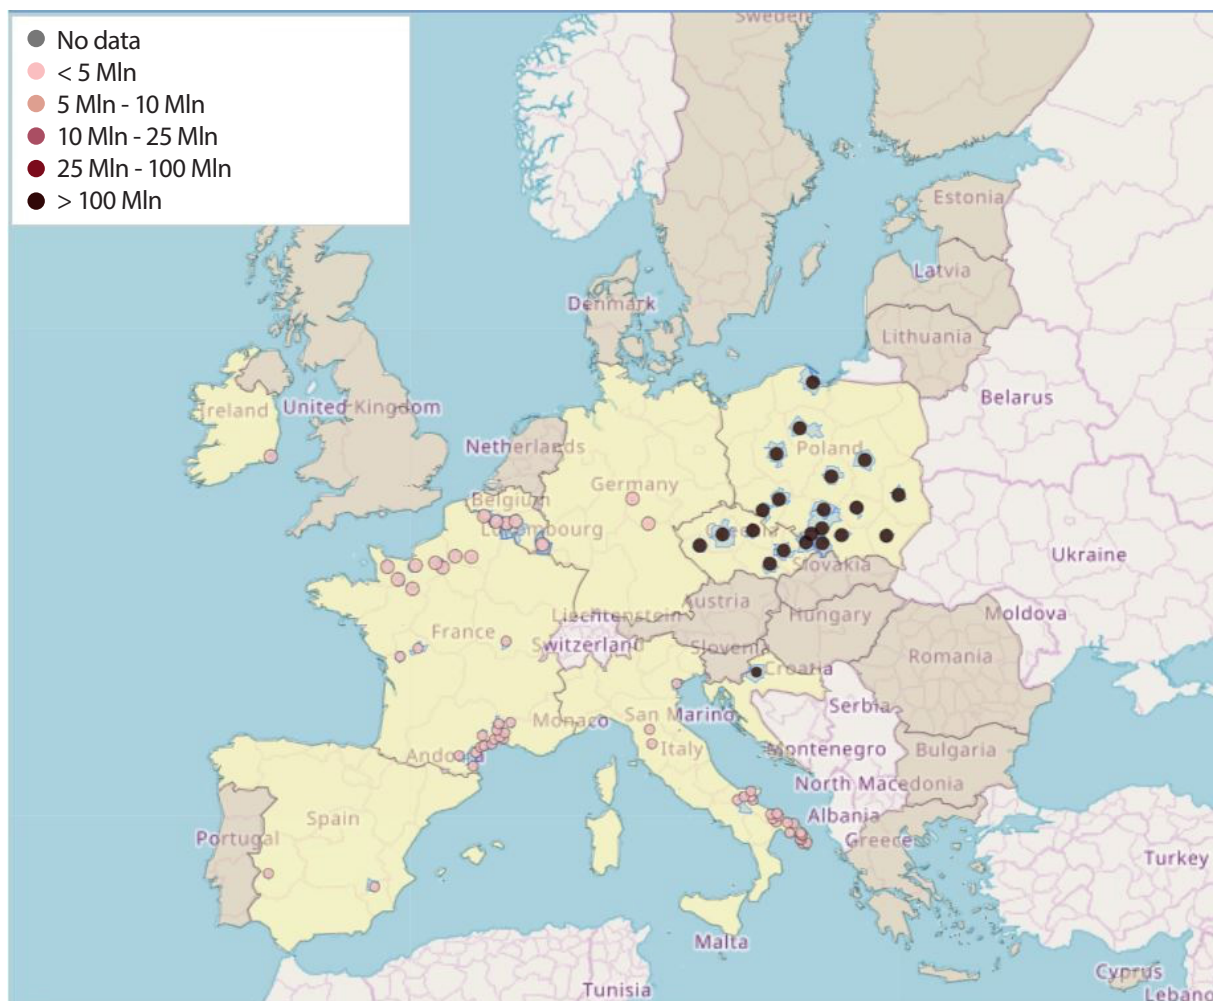 No data
< 5 Mln
5 Mln - 10 Mln
10 Mln - 25 Mln
25 Mln - 100 Mln
> 100 Mln
Sweden
Estonia
Latvia
Denmark
Lithuania
Ireland
United Kingdom
Belarus
Netherlands
Poland
Germany
Belgium
Luxembourg
Czechia
Ukraine
Slovakia
Austria
Liechtenstein
Hungary
Moldova
France
Switzerland
Slovenia
Romania
Croatia
Serbia
Monaco
San Marino
Italy
Montenegro
Bulgaria
Andorra
North Macedonia
Albania
Spain
Portugal
Greece
Turkey
Malta
Cyprus
Tunisia
Lebano